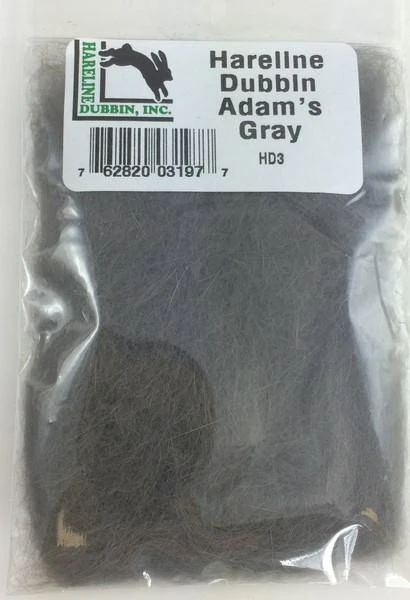 HARELINE
DUBBIN, INC.
Hareline
Dubbin
Adam's
Gray
HD3
7 62820 03197 7